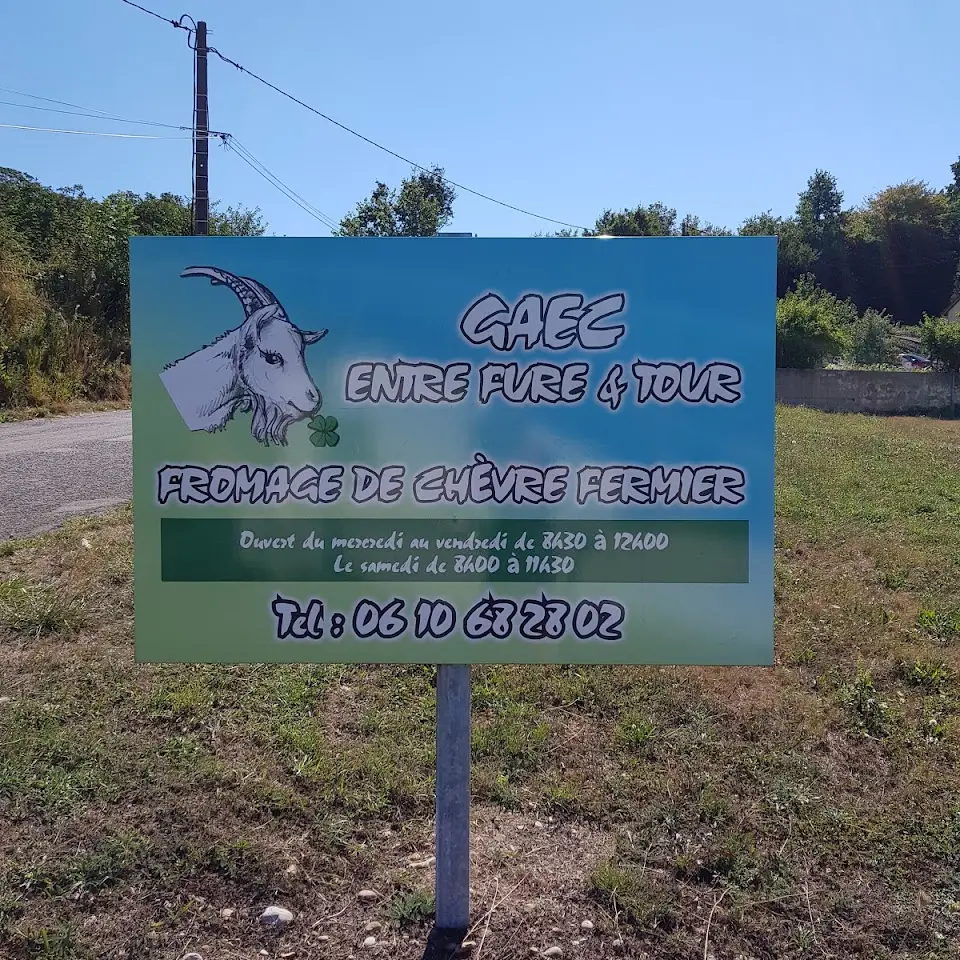 GAEC
ENTRE FURE & TOUR
FROMAGE DE CHÈVRE FERMIER
Ouvert du mercredi au vendredi de 8h30 à 12h00
Le samedi de 8h00 à 11h30
Tel : 06 10 68 28 02